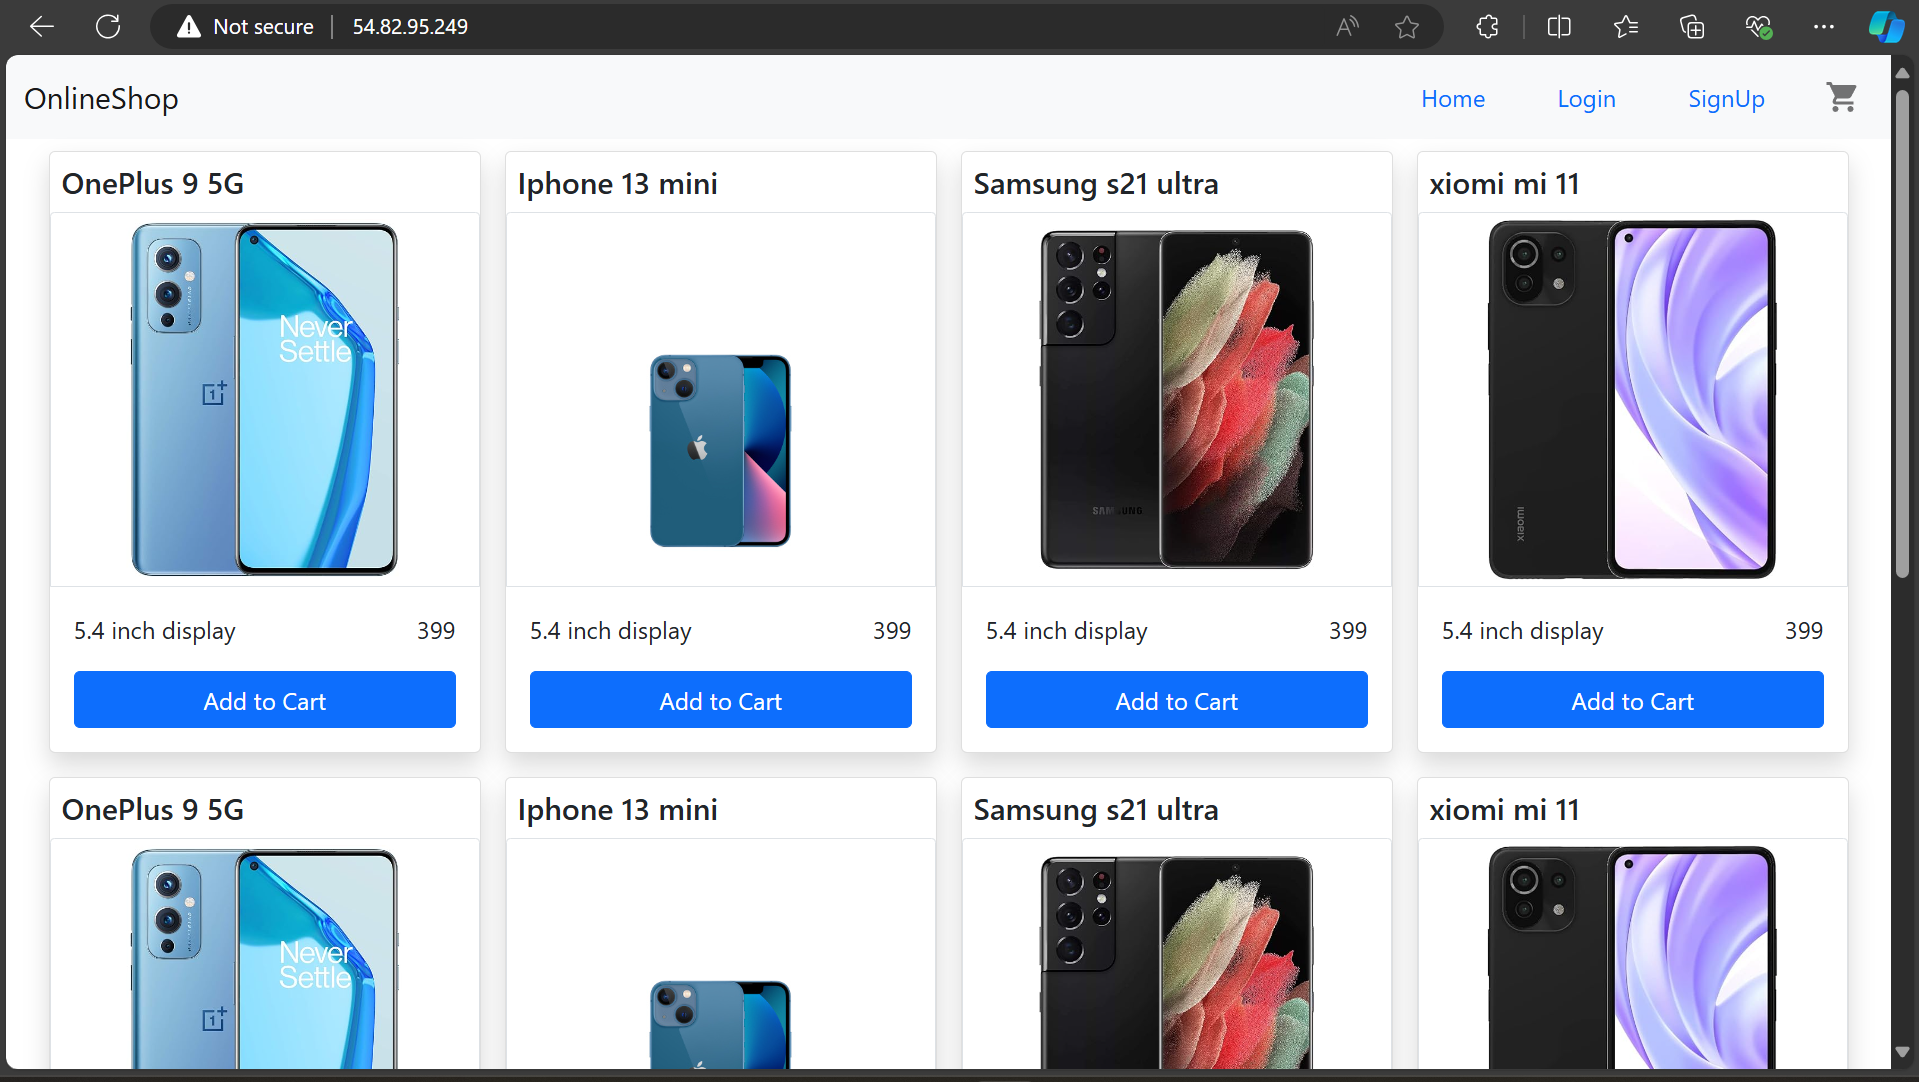 Not secure | 54.82.95.249
OnlineShop
Home Login SignUp
OnePlus 9 5G
Never
Settle
5.4 inch display 399
Add to Cart
Iphone 13 mini
5.4 inch display 399
Add to Cart
Samsung s21 ultra
SAMSUNG
5.4 inch display 399
Add to Cart
xiomi mi 11
xiaomi
5.4 inch display 399
Add to Cart
OnePlus 9 5G
Never
Settle
Iphone 13 mini
Samsung s21 ultra
xiomi mi 11